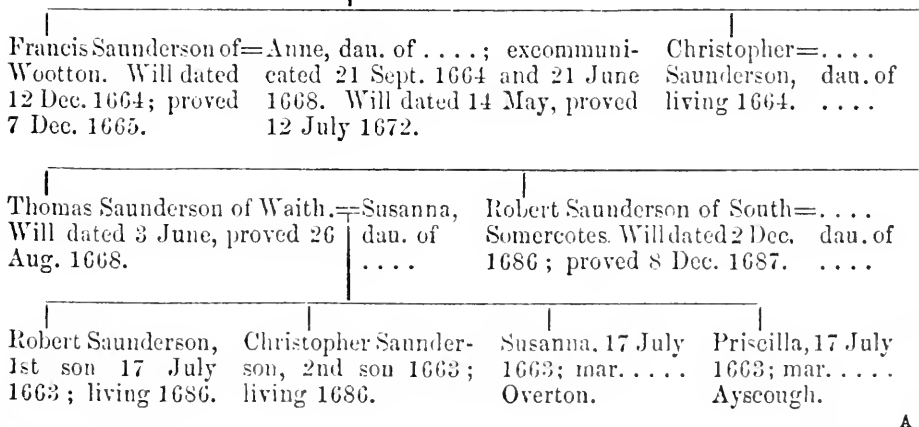 Francis Saunderson of=
Wootton. Will dated
12 Dec. 1664; proved
7 Dec. 1665.
Anne, dau. of . . . .; excommuni-
cated 21 Sept. 1664 and 21 June
1668. Will dated 14 May, proved
12 July 1672.
Christopher=. . . .
Saunderson, dau. of
living 1664. . . . .
Thomas Saunderson of Waith.=Susanna,
Will dated 3 June, proved 26 dau. of
Aug. 1668. . . . .
Robert Saunderson of South=. . . .
Somercotes. Will dated 2 Dec. dau. of
1686; proved 8 Dec. 1687. . . . .
Robert Saunderson,
1st son 17 July
1663; living 1686.
Christopher Saunder-
son, 2nd son 1663;
living 1686.
Susanna, 17 July
1663; mar. . . . .
Overton.
Priscilla, 17 July
1663; mar. . . . .
Ayscough.
A